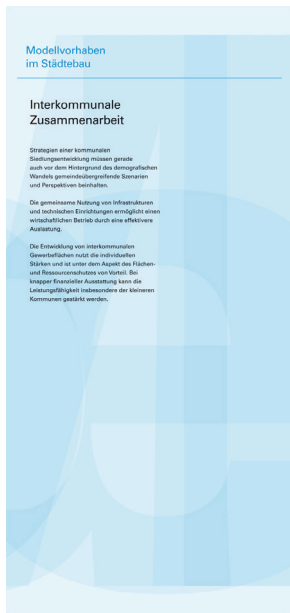 Modellvorhaben
im Städtebau
Interkommunale
Zusammenarbeit
Strategien einer kommunalen
Siedlungsentwicklung müssen gerade
auch vor dem Hintergrund des demografischen
Wandels gemeindeübergreifende Szenarien
und Perspektiven beinhalten.
Die gemeinsame Nutzung von Infrastrukturen
und technischen Einrichtungen ermöglicht einen
wirtschaftlichen Betrieb durch eine effektivere
Auslastung.
Die Entwicklung von interkommunalen
Gewerbeflächen nutzt die individuellen
Stärken und ist unter dem Aspekt des Flächen-
und Ressourcenschutzes von Vorteil. Bei
knapper finanzieller Ausstattung kann die
Leistungsfähigkeit insbesondere der kleineren
Kommunen gestärkt werden.